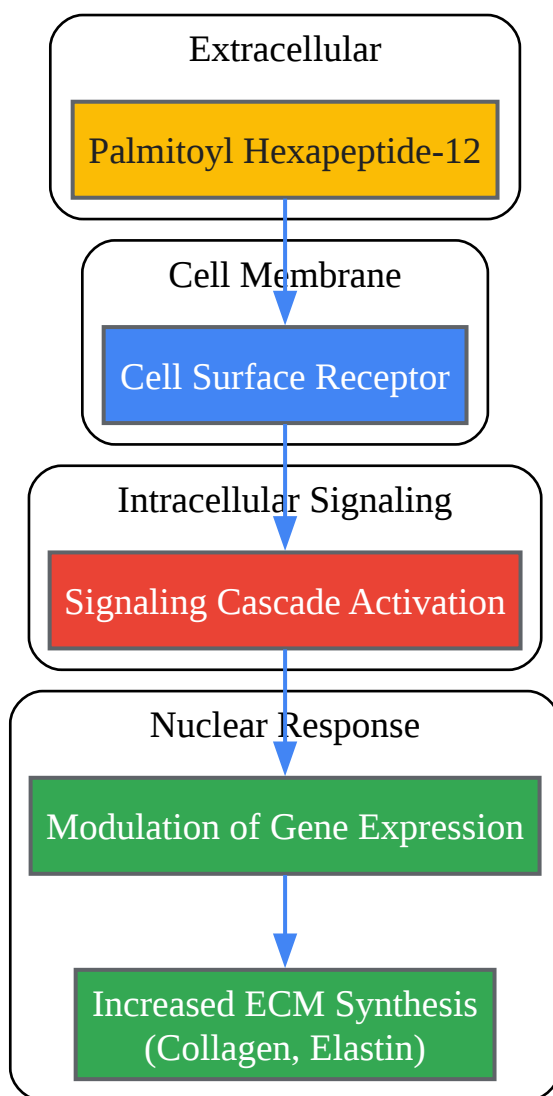 Extracellular
Palmitoyl Hexapeptide-12
Cell Membrane
Cell Surface Receptor
Intracellular Signaling
Signaling Cascade Activation
Nuclear Response
Modulation of Gene Expression
Increased ECM Synthesis
(Collagen, Elastin)